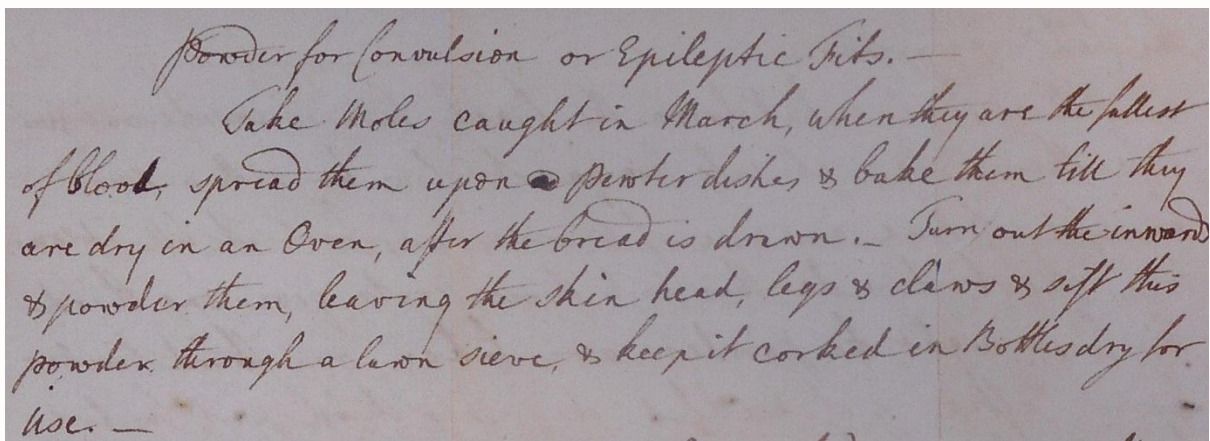 Powder for Convulsion or Epileptic Fits. —
Take Moles caught in March, when they are the fullest
of blood, spread them upon pewter dishes & bake them till they
are dry in an Oven, after the bread is drawn. — Turn out the inwards
& powder them, leaving the skin head, legs & claws & sift this
powder through a lawn sieve, & keep it corked in Bottles dry for
use. —